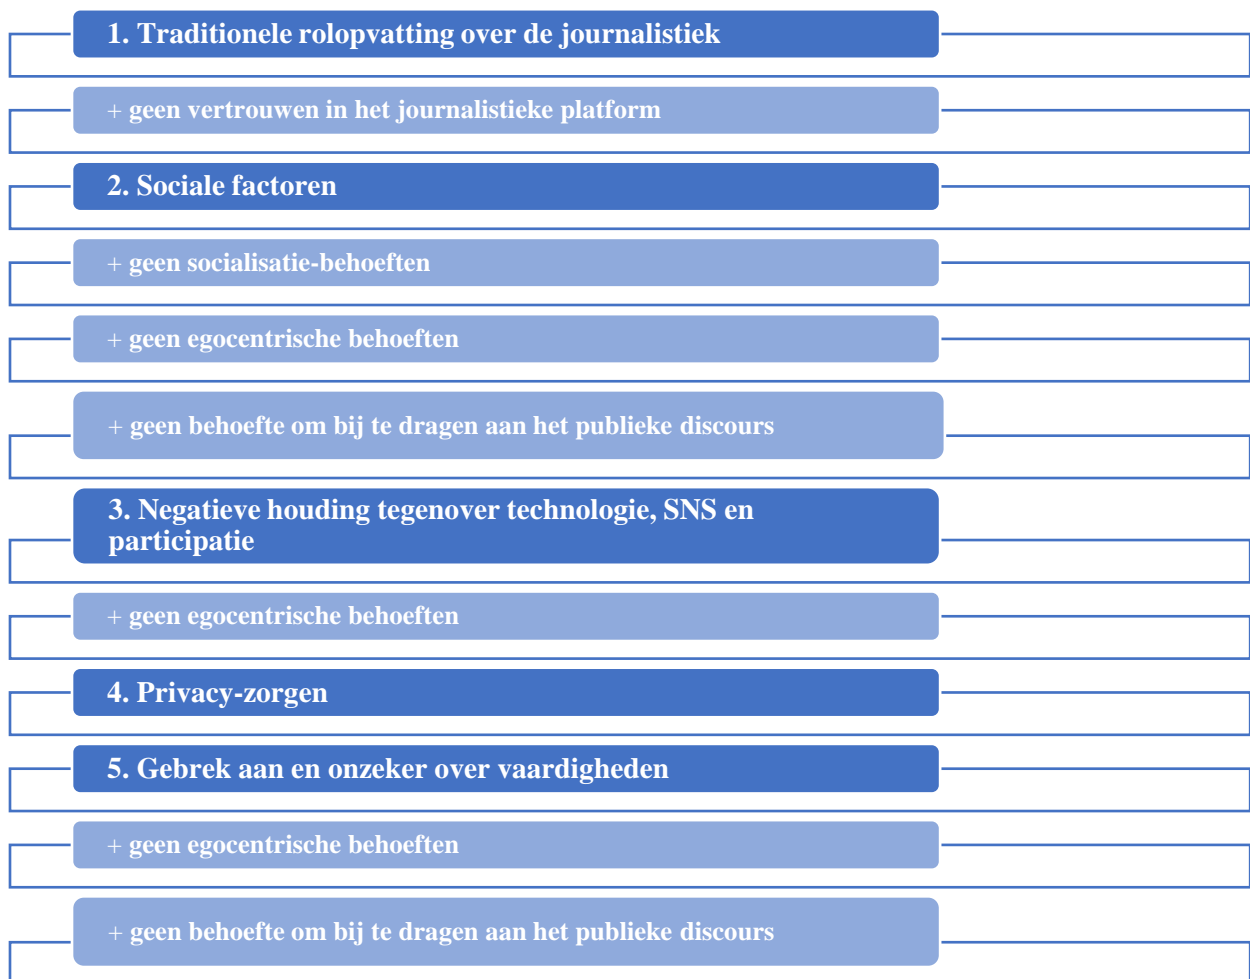 1. Traditionele rolopvatting over de journalistiek
+ geen vertrouwen in het journalistieke platform
2. Sociale factoren
+ geen socialisatie-behoeften
+ geen egocentrische behoeften
+ geen behoefte om bij te dragen aan het publieke discours
3. Negatieve houding tegenover technologie, SNS en
participatie
+ geen egocentrische behoeften
4. Privacy-zorgen
5. Gebrek aan en onzeker over vaardigheden
+ geen egocentrische behoeften
+ geen behoefte om bij te dragen aan het publieke discours